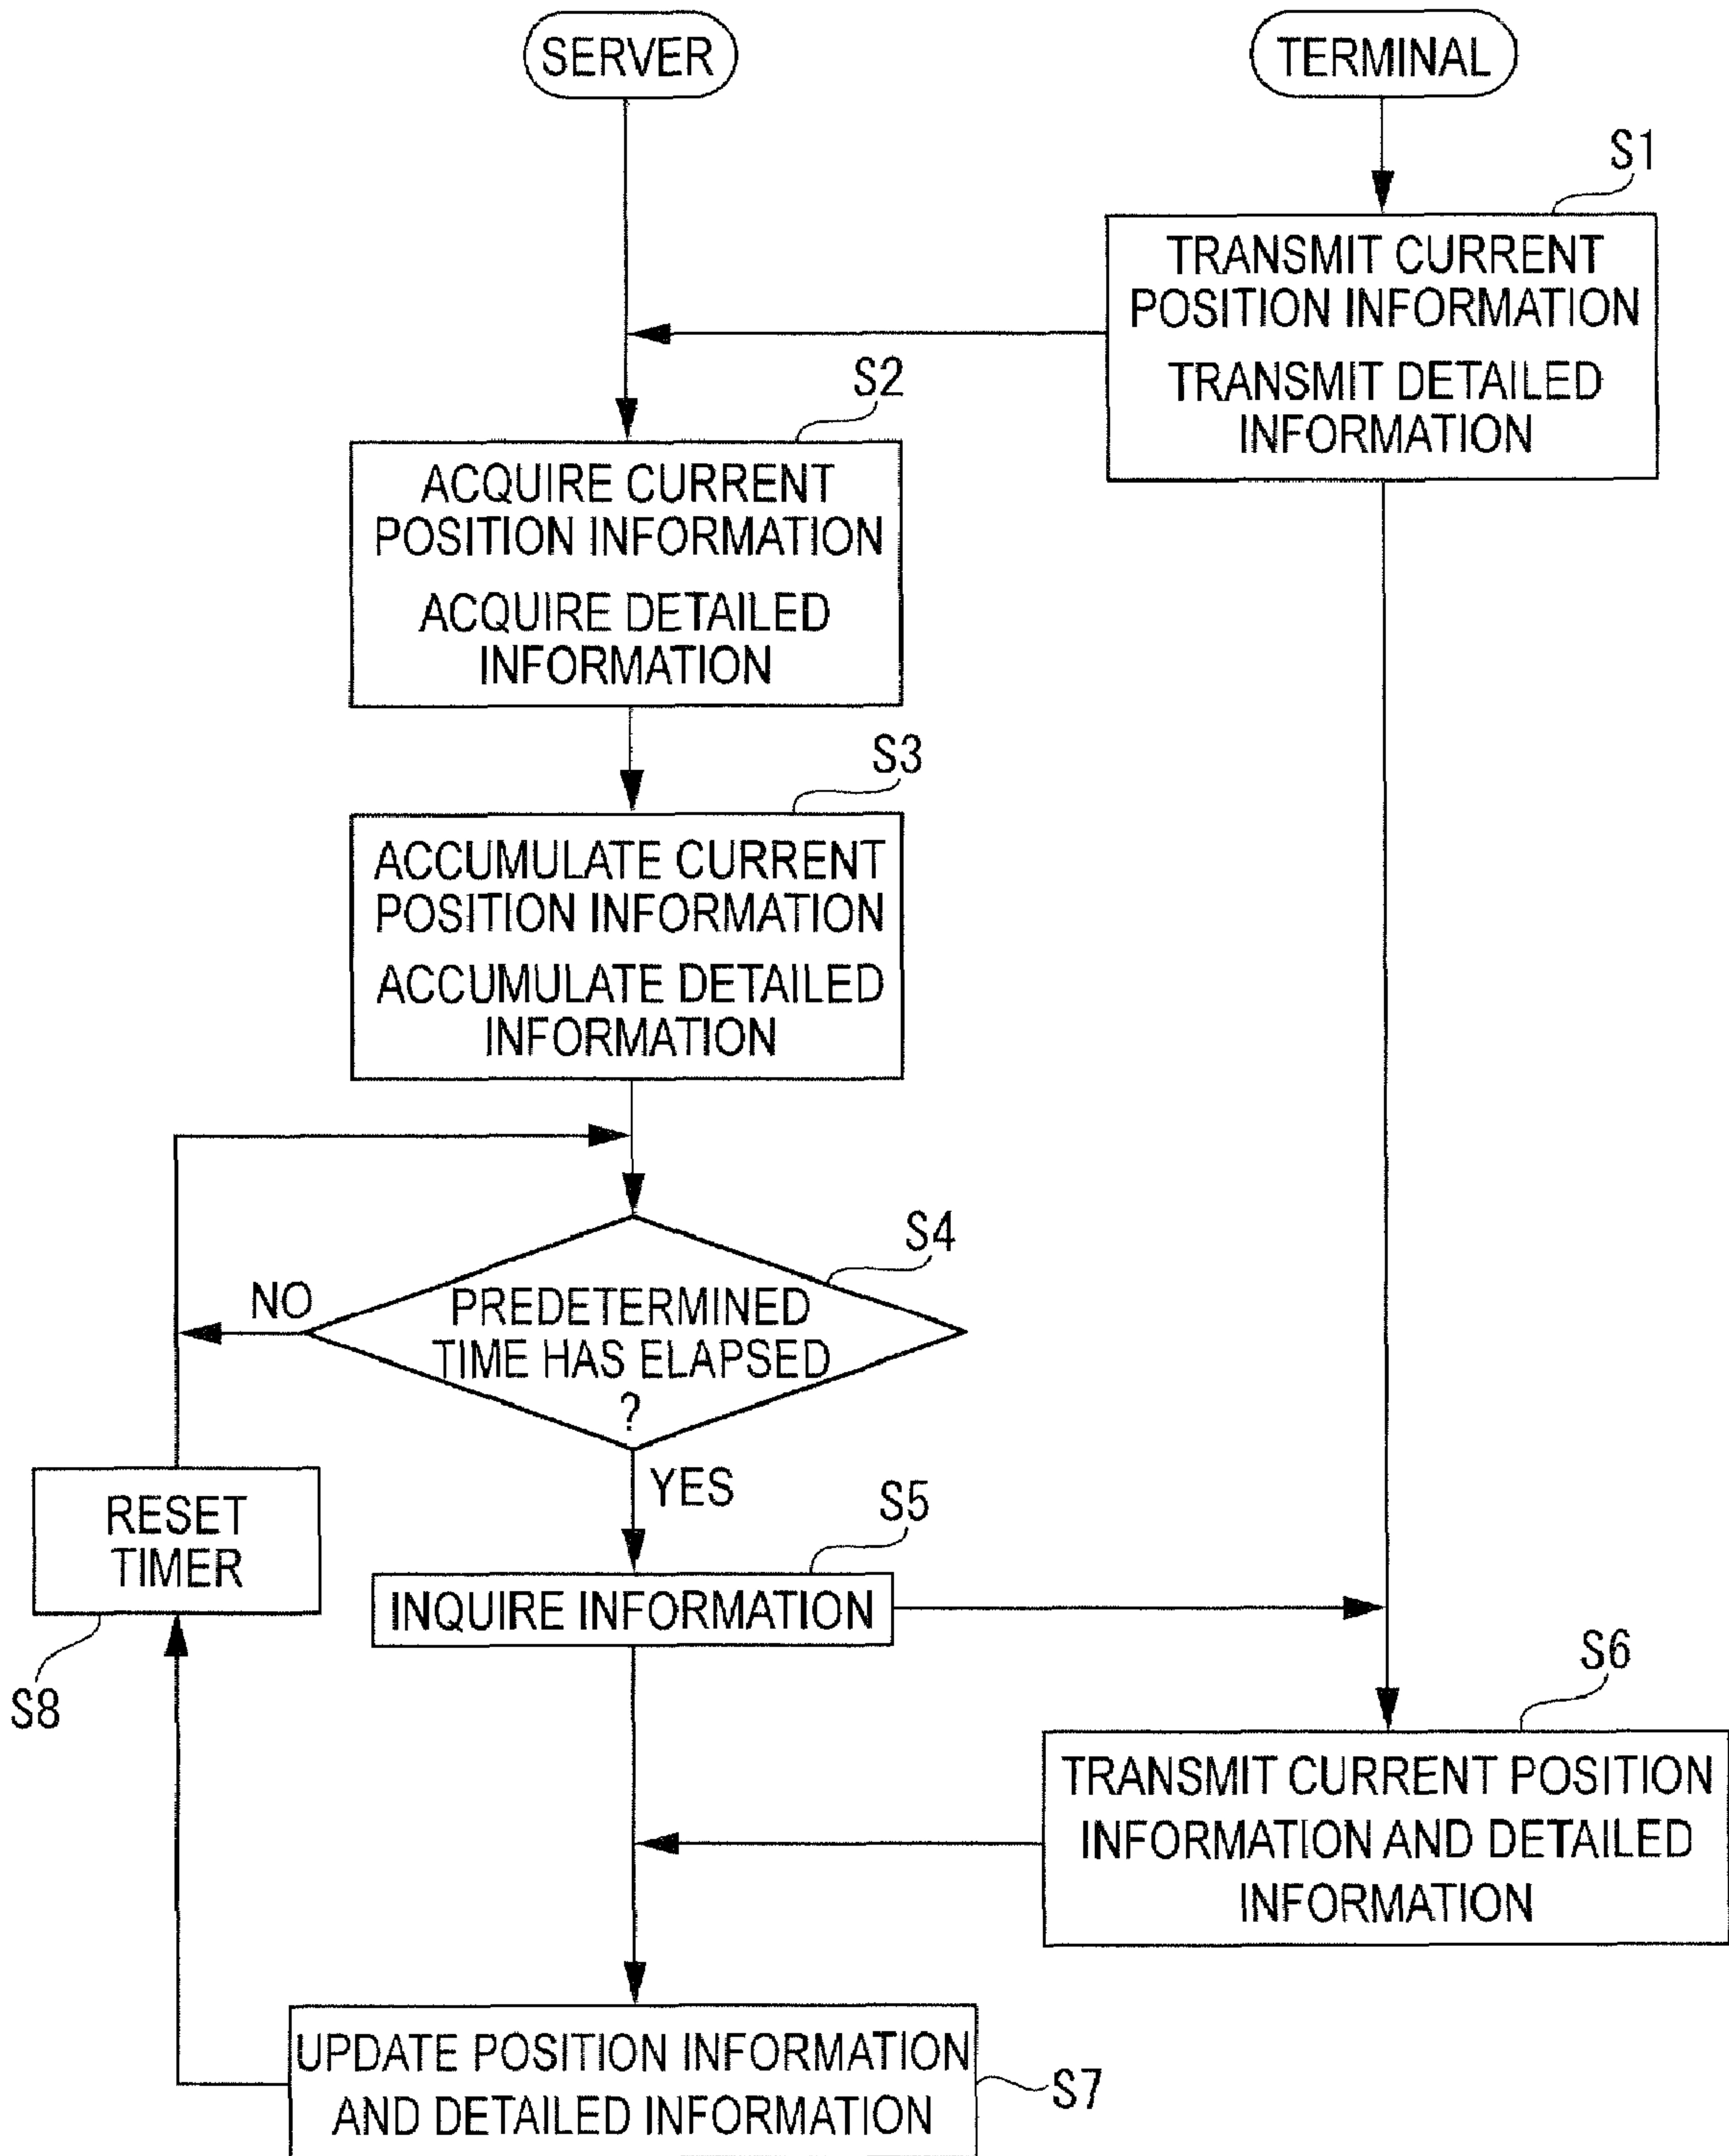 SERVER
TERMINAL
S1
TRANSMIT CURRENT
POSITION INFORMATION
TRANSMIT DETAILED
INFORMATION
S2
ACQUIRE CURRENT
POSITION INFORMATION
ACQUIRE DETAILED
INFORMATION
S3
ACCUMULATE CURRENT
POSITION INFORMATION
ACCUMULATE DETAILED
INFORMATION
S4
NO
PREDETERMINED
TIME HAS ELAPSED
?
YES
RESET
TIMER
S8
S5
INQUIRE INFORMATION
S6
TRANSMIT CURRENT POSITION
INFORMATION AND DETAILED
INFORMATION
UPDATE POSITION INFORMATION
AND DETAILED INFORMATION
S7